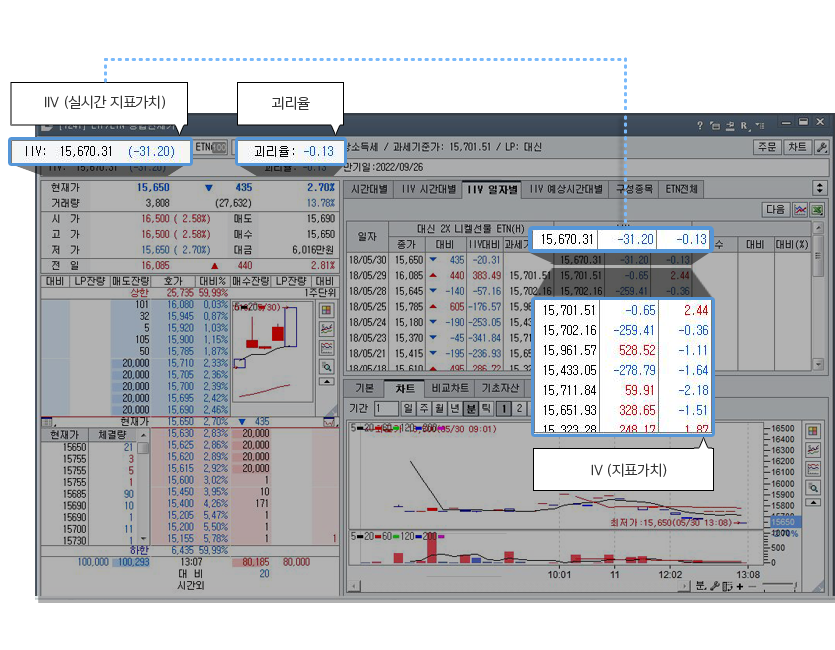 IIV (실시간 지표가치)
괴리율
IIV: 15,670.31 (-31.20)
ETN
괴리율: -0.13
과세기준가: 15,701.51 / LP: 대신
주문 차트
만기일:2022/09/26
현재가 15,650 ▼ 435 2.70%
거래량 3,808 (27,632) 13.78%
시 가 16,500 ( 2.58%) 매도 15,690
고 가 16,500 ( 2.58%) 매수 15,650
저 가 15,650 ( 2.70%) 대금 6,016만원
전 일 16,085 ▲ 440 2.81%
대비 LP잔량 매도잔량 호가 대비% 매수잔량 LP잔량 대비
상한 25,735 59.99% 1주단위
101 16,080 0.03%
32 15,945 0.87%
5 15,920 1.03%
105 15,900 1.15%
50 15,785 1.87%
20,000 15,710 2.33%
20,000 15,705 2.36%
20,000 15,700 2.39%
20,000 15,695 2.42%
20,000 15,690 2.46%
현재가 15,650 2.70% ▼ 435
현재가 체결량
15,630 2.83% 20,000
15650 21 15,625 2.86% 20,000
15755 3 15,620 2.89% 20,000
15755 5 15,615 2.92% 20,000
15755 1 15,600 3.02% 1
15685 90 15,450 3.95% 10
15690 10 15,400 4.26% 171
15690 1 15,205 5.47% 1
15700 11 15,200 5.50% 1
15730 1 15,155 5.78% 1 1
하한 6,435 59.99%
100,000 100,293 13:07 80,185 80,000
대 비 20
시간외
시간대별 IIV 시간대별 IIV 일자별 IIV 예상시간대별 구성종목 ETN전체
다음
일자 대신 2X 니켈선물 ETN(H)
종가 대비 IIV대비 과세기 수 대비 대비(%)
15,670.31 -31.20 -0.13
18/05/30 15,650 ▼ 435 -20.31 15,670.31
18/05/29 16,085 ▲ 440 383.49 15,701.51 15,701.51 -0.65 2.44
18/05/28 15,645 ▼ -140 -57.16 15,702.16 15,702.16 -259.41 -0.36
18/05/25 15,785 ▲ 605 -176.57
18/05/24 15,180 ▼ -190 -253.05
18/05/23 15,370 ▼ -45 -341.84
18/05/21 15,415 ▼ -195 -236.93
18/05/18 15,610 ▲ 495 286.72
15,701.51 -0.65 2.44
15,702.16 -259.41 -0.36
15,961.57 528.52 -1.11
15,433.05 -278.79 -1.64
15,711.84 59.91 -2.18
15,651.93 328.65 -1.51
15,323.28 248.17 1.87
IV (지표가치)
기본 차트 비교차트 기초자산
기간 1 일 주 월 년 분 틱 1 2
(05/30 09:01)
최저가:15,650(05/30 13:08)
16500
16400
16300
16200
16100
16000
15900
15800
15650
5 20 60 120 200
1000
500
0
10:01 11 12:02 13:08
분